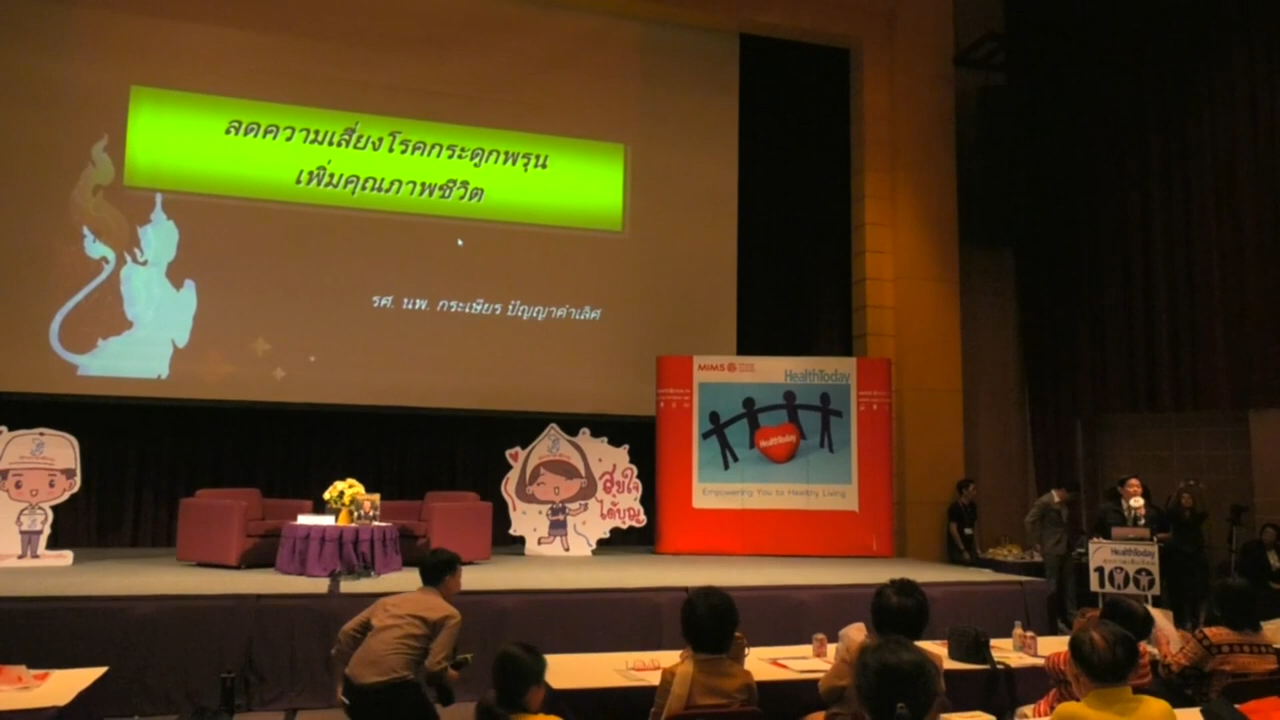 ลดความเสี่ยงโรคกระดูกพรุน
เพิ่มคุณภาพชีวิต
รศ. นพ. กระเษียร ปัญญาคำเลิศ
MIMS
HealthToday
HealthToday
Empowering You to Healthy Living
สุขใจ
ได้บุญ
HealthToday
100